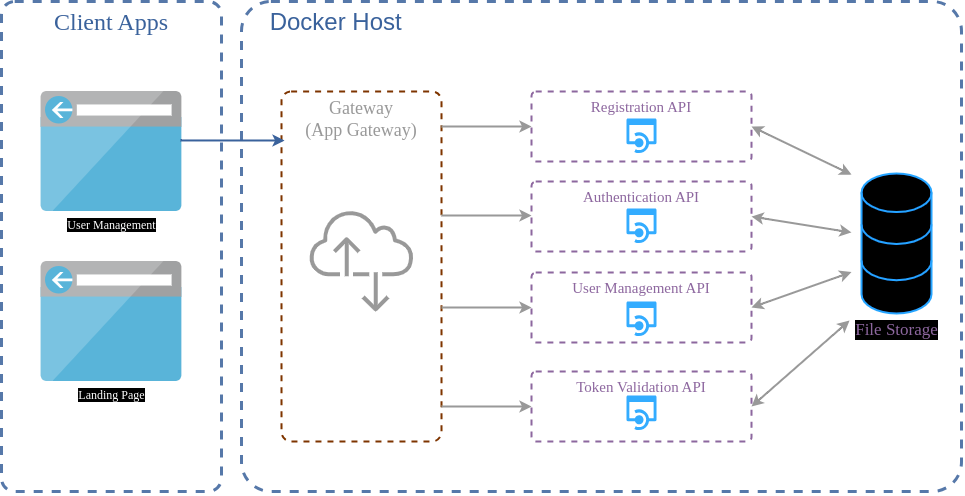 Client Apps
User Management
Landing Page
Docker Host
Gateway
(App Gateway)
Registration API
Authentication API
User Management API
Token Validation API
File Storage